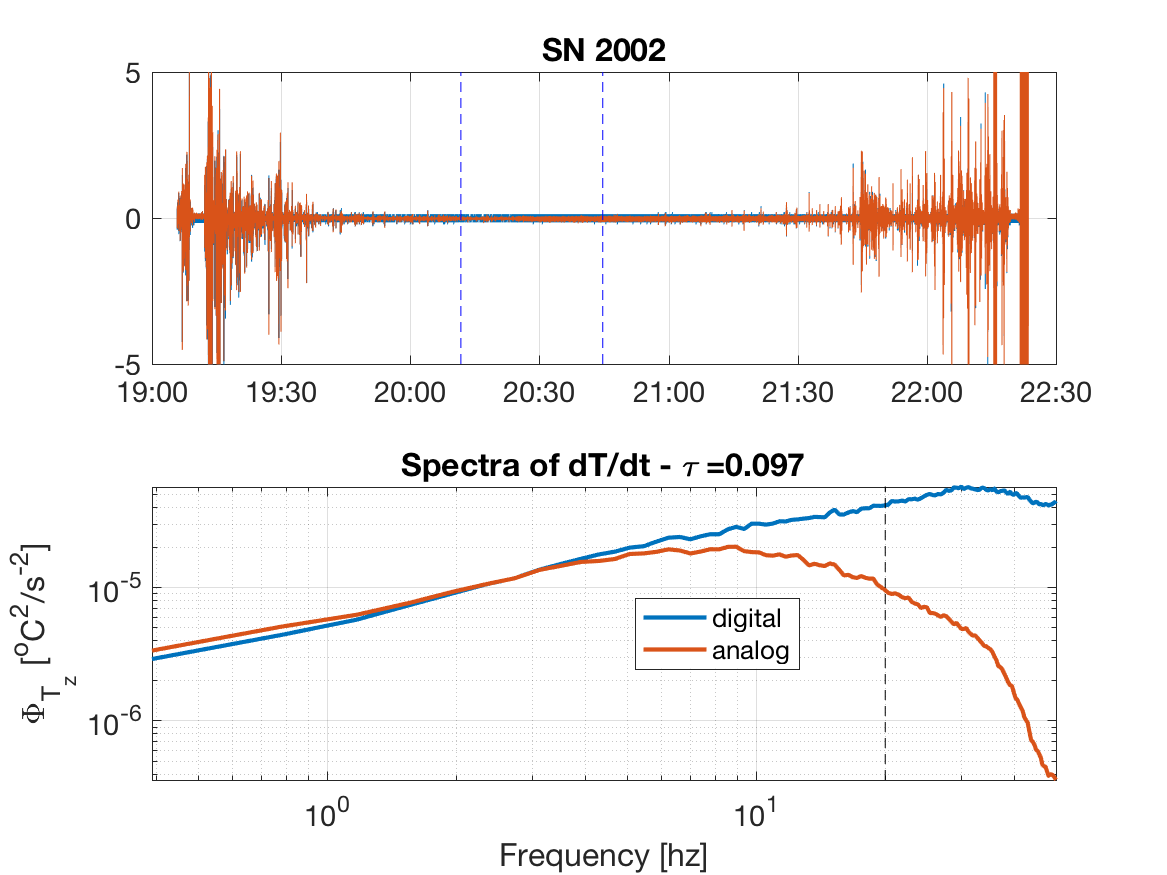 SN 2002
5
0
-5
19:00 19:30 20:00 20:30 21:00 21:30 22:00 22:30
Spectra of dT/dt - τ =0.097
Φ_{T_z} [°C²/s⁻²]
10⁻⁵
10⁻⁶
digital
analog
10⁰ 10¹
Frequency [hz]